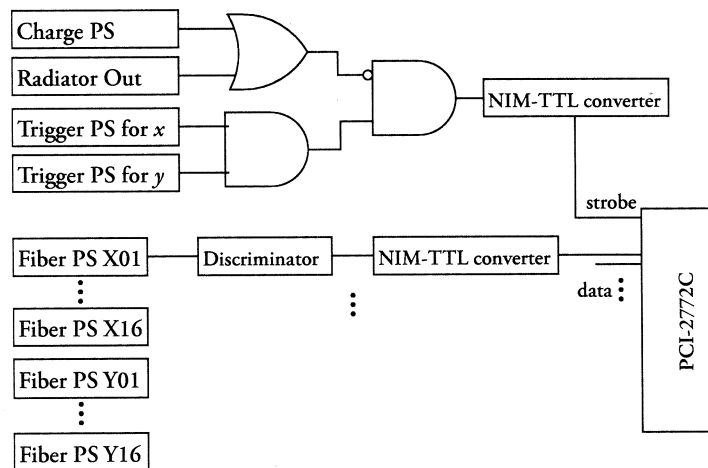 Charge PS
Radiator Out
Trigger PS for x
Trigger PS for y
NIM-TTL converter
strobe
Fiber PS X01
Discriminator
NIM-TTL converter
data
PCI-2772C
Fiber PS X16
Fiber PS Y01
Fiber PS Y16